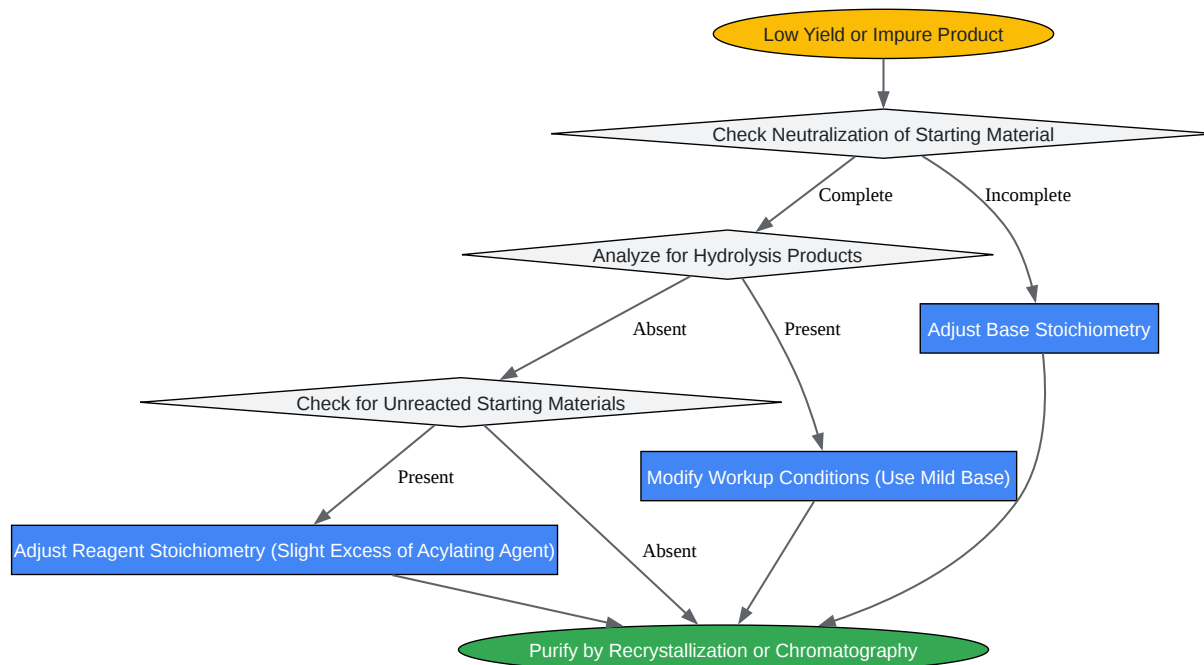 Low Yield or Impure Product
Check Neutralization of Starting Material
Complete
Incomplete
Analyze for Hydrolysis Products
Absent
Present
Adjust Base Stoichiometry
Check for Unreacted Starting Materials
Present
Modify Workup Conditions (Use Mild Base)
Adjust Reagent Stoichiometry (Slight Excess of Acylating Agent)
Absent
Purify by Recrystallization or Chromatography